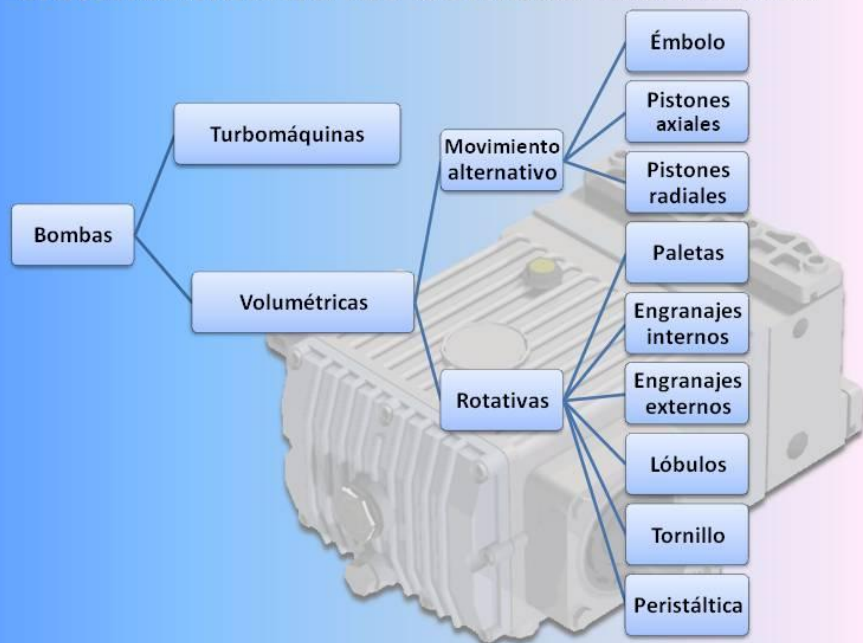 Émbolo
Pistones
axiales
Turbomáquinas
Movimiento
alternativo
Pistones
radiales
Bombas
Paletas
Volumétricas
Engranajes
internos
Rotativas
Engranajes
externos
Lóbulos
Tornillo
Peristáltica